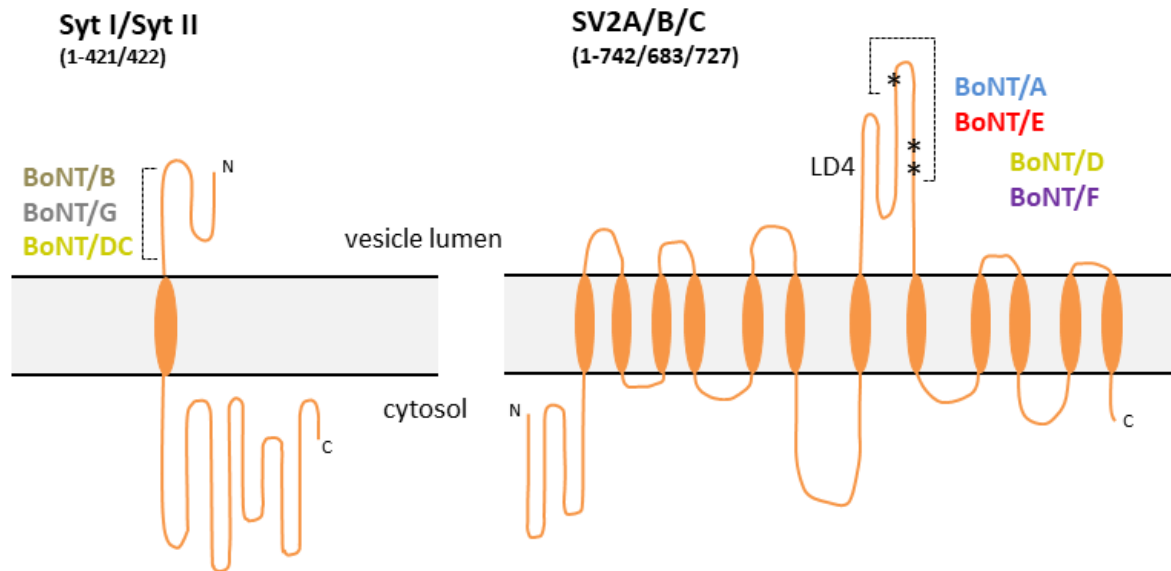 Syt I/Syt II
(1-421/422)
SV2A/B/C
(1-742/683/727)
BoNT/B
BoNT/G
BoNT/DC
N
vesicle lumen
LD4
*
*
*
BoNT/A
BoNT/E
BoNT/D
BoNT/F
cytosol
C
N
C